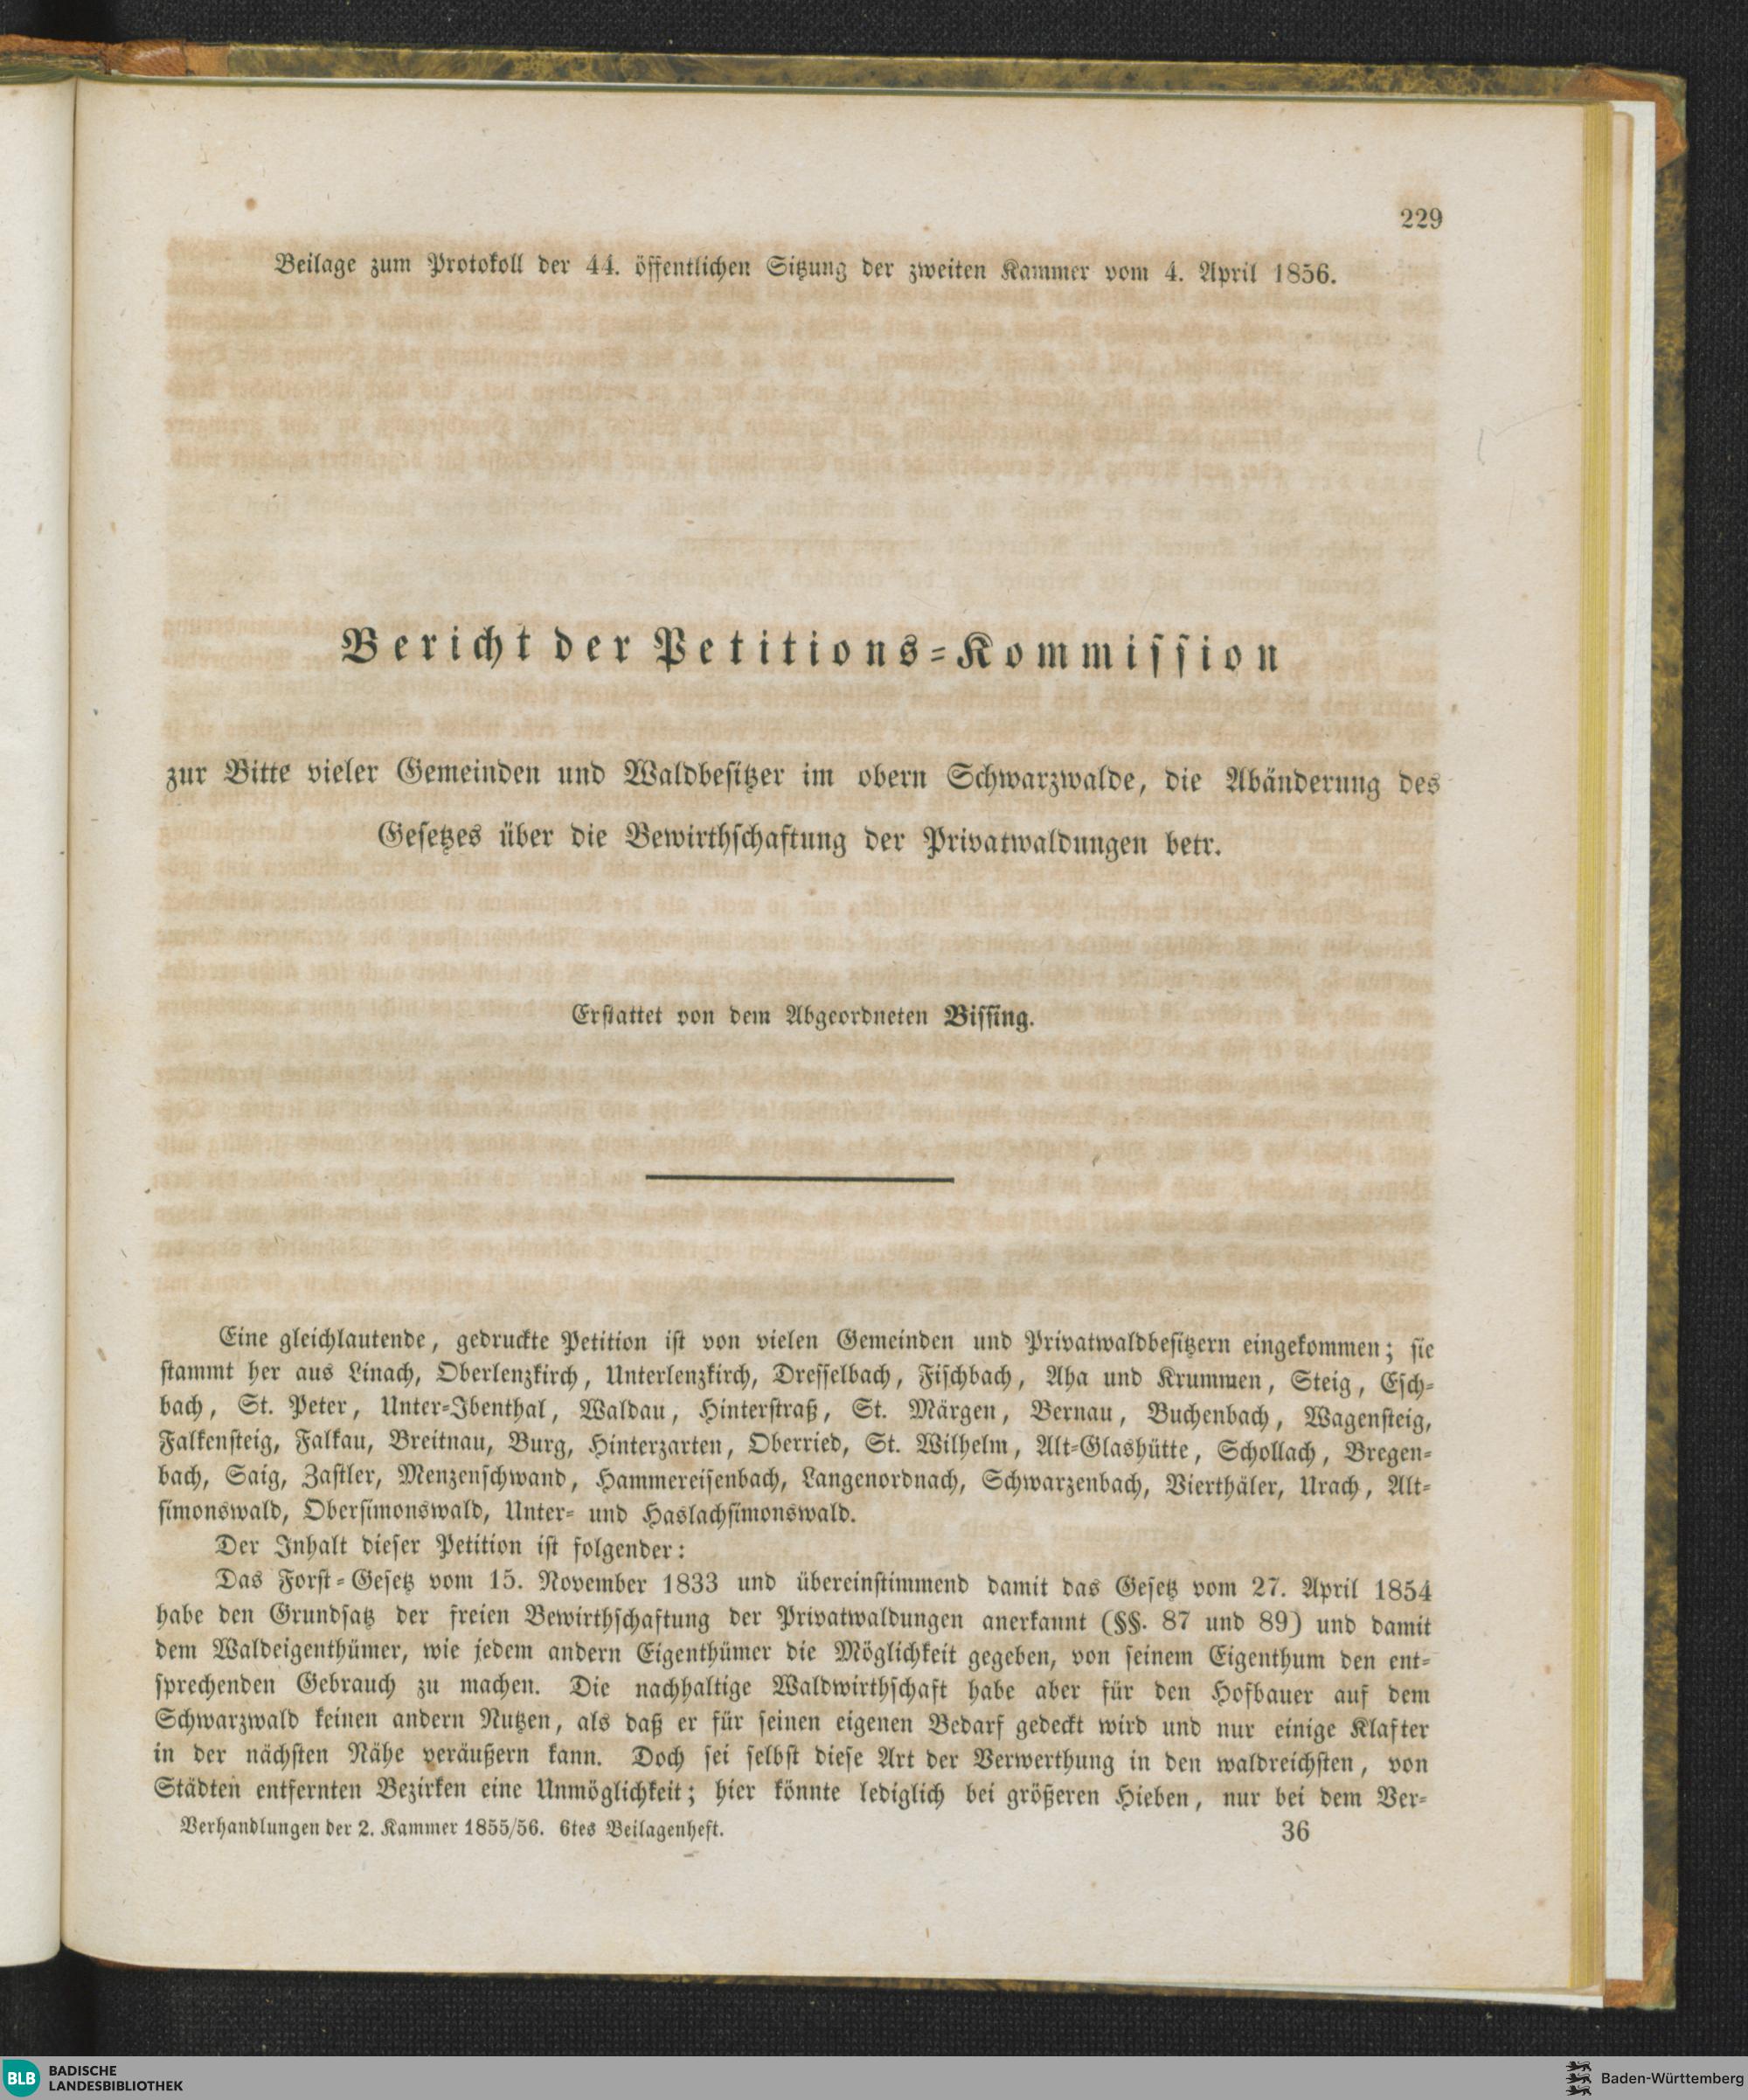 229
Beilage zum Protokoll der 44. öffentlichen Sitzung der zweiten Kammer vom 4. April 1856.
Bericht der Petitions-Kommission
zur Bitte vieler Gemeinden und Waldbesitzer im obern Schwarzwalde, die Abänderung des
Gesetzes über die Bewirthschaftung der Privatwaldungen betr.
Erstattet von dem Abgeordneten Bissing.
Eine gleichlautende, gedruckte Petition ist von vielen Gemeinden und Privatwaldbesitzern eingekommen; sie
stammt her aus Linach, Oberlenzkirch, Unterlenzkirch, Dresselbach, Fischbach, Aha und Krummen, Steig, Esch-
bach, St. Peter, Unter-Ibenthal, Waldau, Hinterstraß, St. Märgen, Bernau, Buchenbach, Wagensteig,
Falkensteig, Falkau, Breitnau, Burg, Hinterzarten, Oberried, St. Wilhelm, Alt-Glashütte, Schollach, Bregen-
bach, Saig, Zastler, Menzenschwand, Hammereisenbach, Langenordnach, Schwarzenbach, Vierthäler, Urach, Alt-
simonswald, Obersimonswald, Unter- und Haslachsimonswald.
Der Inhalt dieser Petition ist folgender:
Das Forst-Gesetz vom 15. November 1833 und übereinstimmend damit das Gesetz vom 27. April 1854
habe den Grundsatz der freien Bewirthschaftung der Privatwaldungen anerkannt (§§. 87 und 89) und damit
dem Waldeigenthümer, wie jedem andern Eigenthümer die Möglichkeit gegeben, von seinem Eigenthum den ent-
sprechenden Gebrauch zu machen. Die nachhaltige Waldwirthschaft habe aber für den Hofbauer auf dem
Schwarzwald keinen andern Nutzen, als daß er für seinen eigenen Bedarf gedeckt wird und nur einige Klafter
in der nächsten Nähe veräußern kann. Doch sei selbst diese Art der Verwerthung in den waldreichsten, von
Städten entfernten Bezirken eine Unmöglichkeit; hier könnte lediglich bei größeren Hieben, nur bei dem Ver-
Verhandlungen der 2. Kammer 1855/56. 6tes Beilagenheft. 36
BLB BADISCHE
LANDESBIBLIOTHEK
Baden-Württemberg